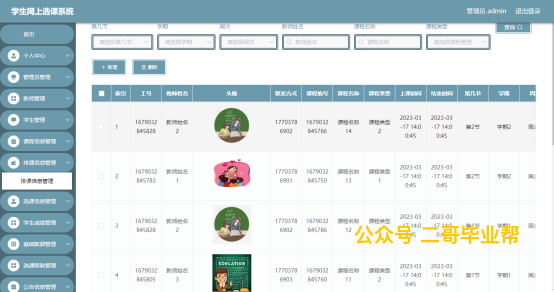 学生网上选课系统
管理员 admin 退出登录
首页
个人中心
管理员管理
教师管理
学生管理
课程信息管理
排课信息管理
排课信息管理
选课信息管理
学生成绩管理
基础数据管理
选课限制管理
公告信息管理
第几节 学期 周次 教师姓名 课程名称 课程类型
请选择第几节 请选择学期 请选择周次 教师姓名 课程名称 请选择课程类型 查询
+ 新增 删除
索引 工号 教师姓名 头像 联系方式 课程编号 课程名称 课程类型 上课时间 结束时间 第几节 学期 周
1 1679032845828 教师姓名2 17703786902 1679032845766 课程名称14 课程类型2 2023-03-17 14:00:45 2023-03-17 14:00:45 第2节 学期2
2 1679032845783 教师姓名1 17703786901 1679032845750 课程名称13 课程类型1 2023-03-17 14:00:45 2023-03-17 14:00:45 第2节 学期2
3 1679032845828 教师姓名2 17703786902 1679032845786 课程名称12 课程类型2 2023-03-17 14:00:45 2023-03-17 14:00:45 第2节 学期1
公众号 二哥毕业帮
4 1679032845805 教师姓名3 EDUCATION 17703786903 1679032845760 课程名称11 课程类型2 2023-03-17 14:00:45 2023-03-17 14:00:45 第1节 学期1